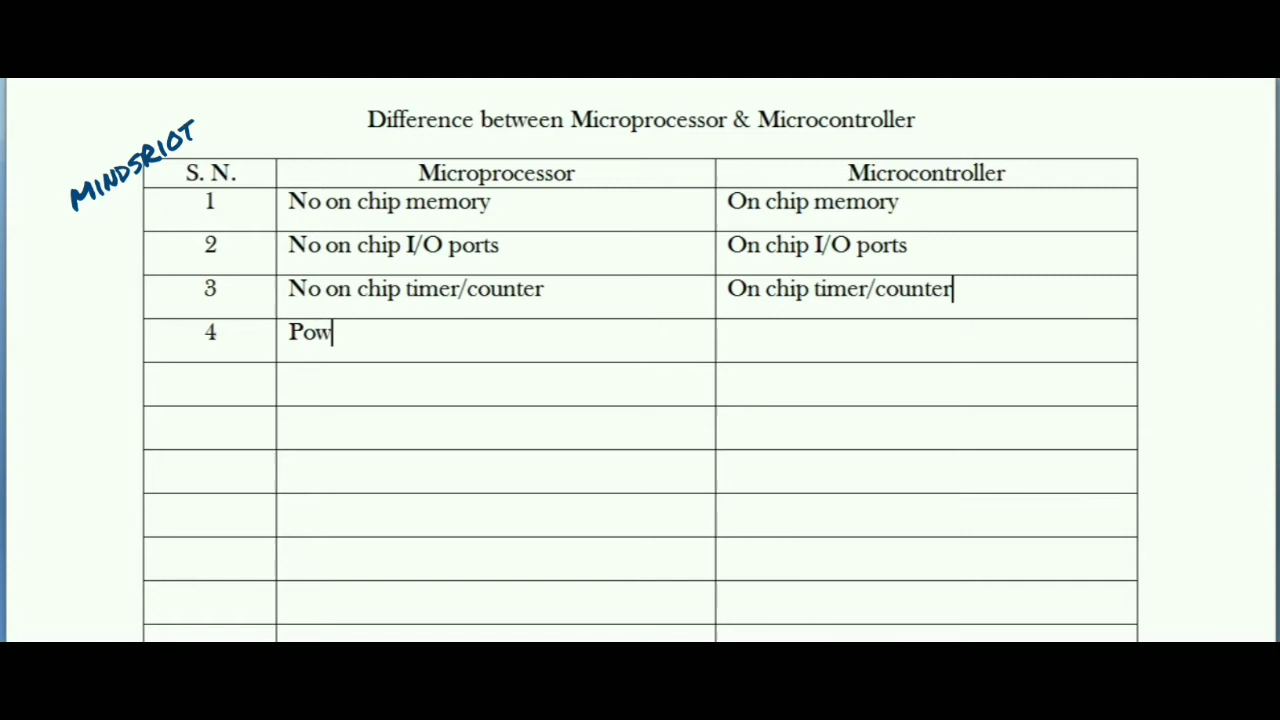 Difference between Microprocessor & Microcontroller
MINDSRIOT
S. N. Microprocessor Microcontroller
1 No on chip memory On chip memory
2 No on chip I/O ports On chip I/O ports
3 No on chip timer/counter On chip timer/counter
4 Pow